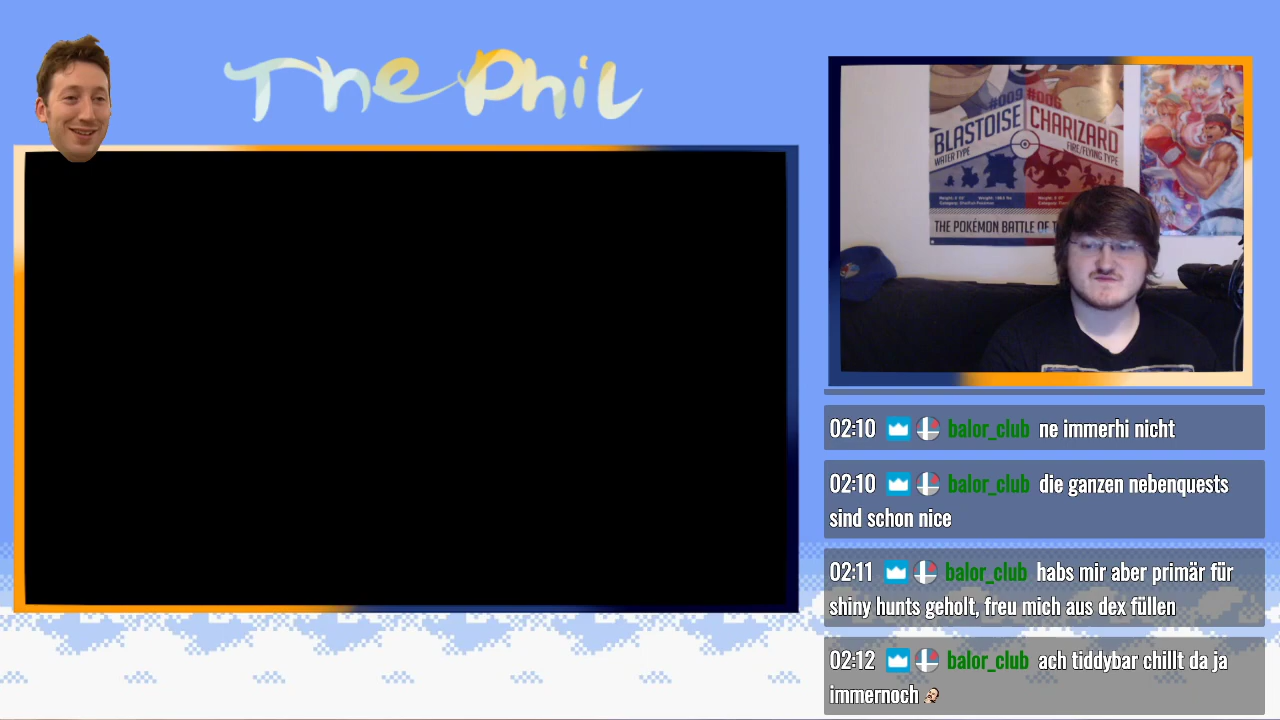 The Phil
#009 #006
BLASTOISE CHARIZARD
WATER TYPE FIRE/FLYING TYPE
THE POKÉMON BATTLE OF
02:10 balor_club ne immerhi nicht
02:10 balor_club die ganzen nebenquests
sind schon nice
02:11 balor_club habs mir aber primär für
shiny hunts geholt, freu mich aus dex füllen
02:12 balor_club ach tiddybar chillt da ja
immernoch